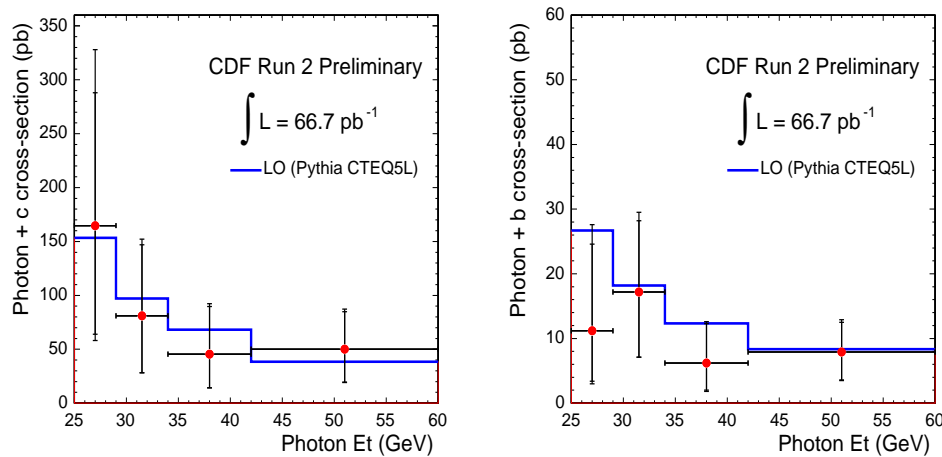 Photon + c cross-section (pb)
350
300
250
200
150
100
50
0
CDF Run 2 Preliminary
∫ L = 66.7 pb-1
LO (Pythia CTEQ5L)
25 30 35 40 45 50 55 60
Photon Et (GeV)
Photon + b cross-section (pb)
60
50
40
30
20
10
0
CDF Run 2 Preliminary
∫ L = 66.7 pb-1
LO (Pythia CTEQ5L)
25 30 35 40 45 50 55 60
Photon Et (GeV)